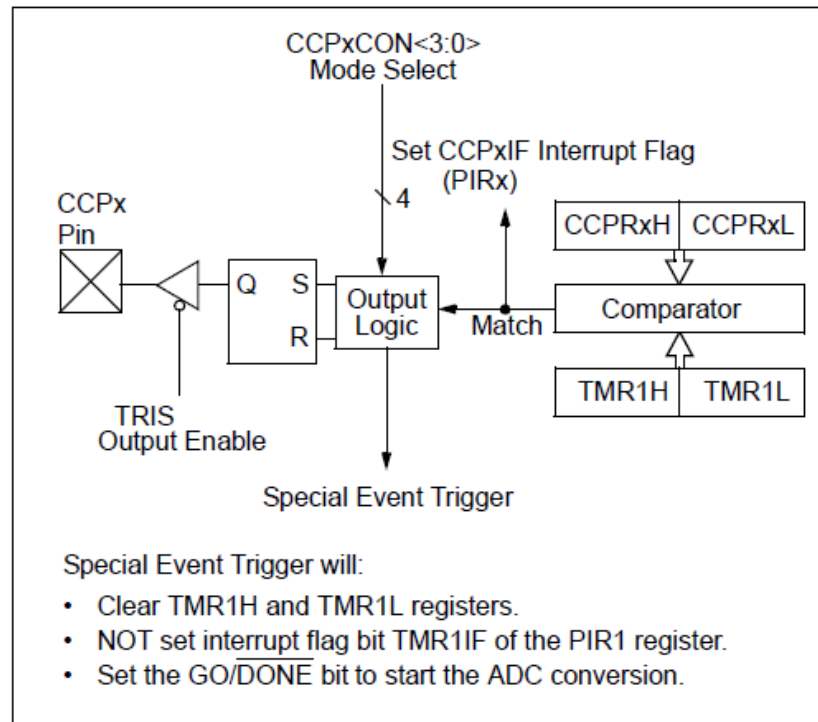 CCPxCON<3:0>
Mode Select
Set CCPxIF Interrupt Flag
(PIRx)
4
CCPx
Pin
CCPRxH CCPRxL
Q S
R
Output
Logic
Match
Comparator
TMR1H TMR1L
TRIS
Output Enable
Special Event Trigger
Special Event Trigger will:
• Clear TMR1H and TMR1L registers.
• NOT set interrupt flag bit TMR1IF of the PIR1 register.
• Set the GO/DONE bit to start the ADC conversion.